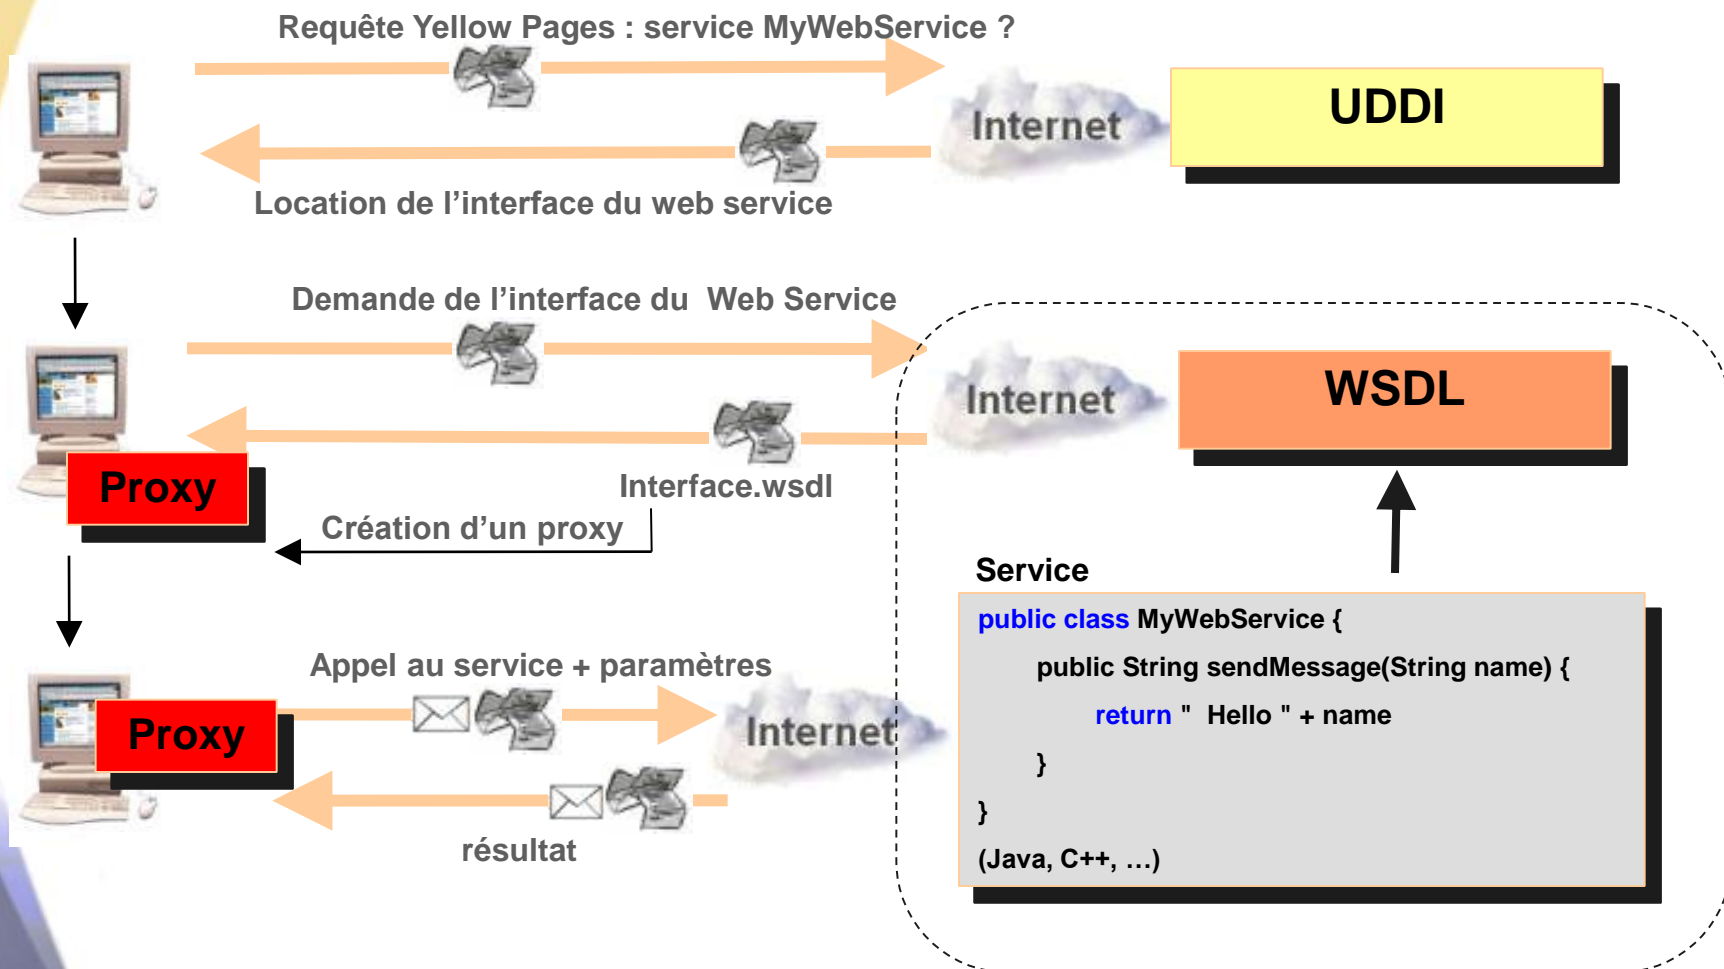 Requête Yellow Pages : service MyWebService ?
Internet
UDDI
Location de l’interface du web service
Demande de l’interface du  Web Service
Internet
WSDL
Proxy
Interface.wsdl
Création d’un proxy
Service
public class MyWebService {
public String sendMessage(String name) {
return "  Hello " + name
}
}
(Java, C++, …)
Appel au service + paramètres
Proxy
Internet
résultat